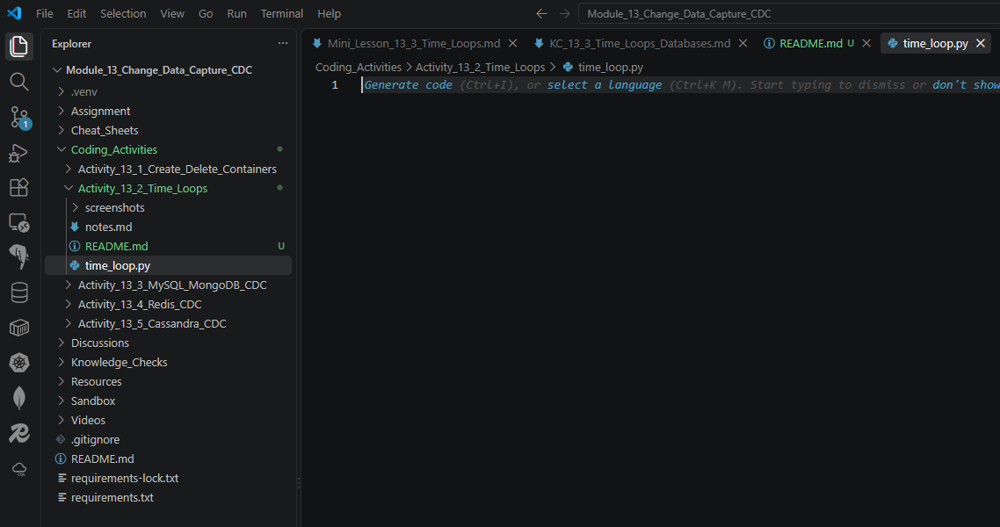 File Edit Selection View Go Run Terminal Help
Module_13_Change_Data_Capture_CDC
Explorer
Module_13_Change_Data_Capture_CDC
.venv
Assignment
Cheat_Sheets
Coding_Activities
Activity_13_1_Create_Delete_Containers
Activity_13_2_Time_Loops
screenshots
notes.md
README.md U
time_loop.py
Activity_13_3_MySQL_MongoDB_CDC
Activity_13_4_Redis_CDC
Activity_13_5_Cassandra_CDC
Discussions
Knowledge_Checks
Resources
Sandbox
Videos
.gitignore
README.md
requirements-lock.txt
requirements.txt
1
Mini_Lesson_13_3_Time_Loops.md KC_13_3_Time_Loops_Databases.md README.md U time_loop.py
Coding_Activities > Activity_13_2_Time_Loops > time_loop.py
1 Generate code (Ctrl+I), or select a language (Ctrl+K M). Start typing to dismiss or don't show